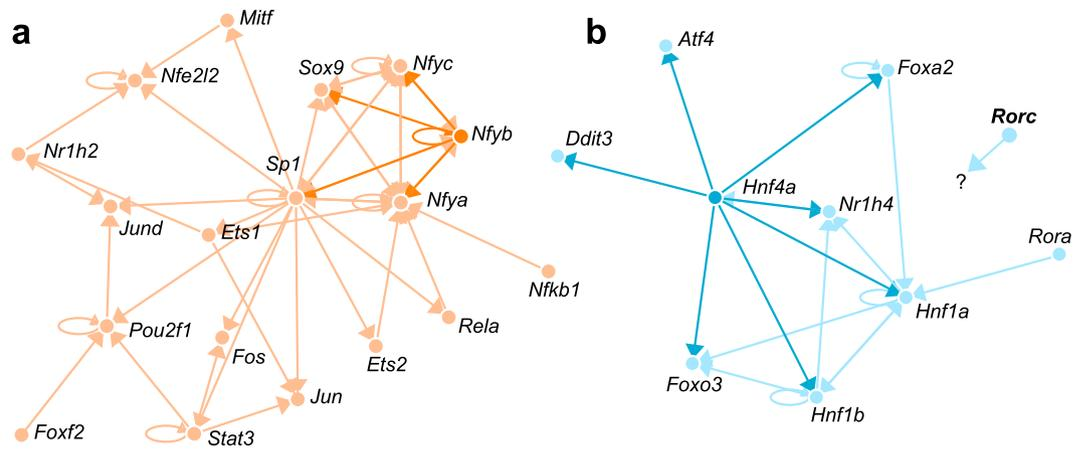 a
Mitf
Nfe2l2
Sox9
Nfyc
Nfyb
Nr1h2
Sp1
Nfya
Jund
Ets1
Nfkb1
Pou2f1
Fos
Rela
Ets2
Jun
Foxf2
Stat3
b
Atf4
Foxa2
Rorc
Ddit3
?
Hnf4a
Nr1h4
Rora
Hnf1a
Foxo3
Hnf1b